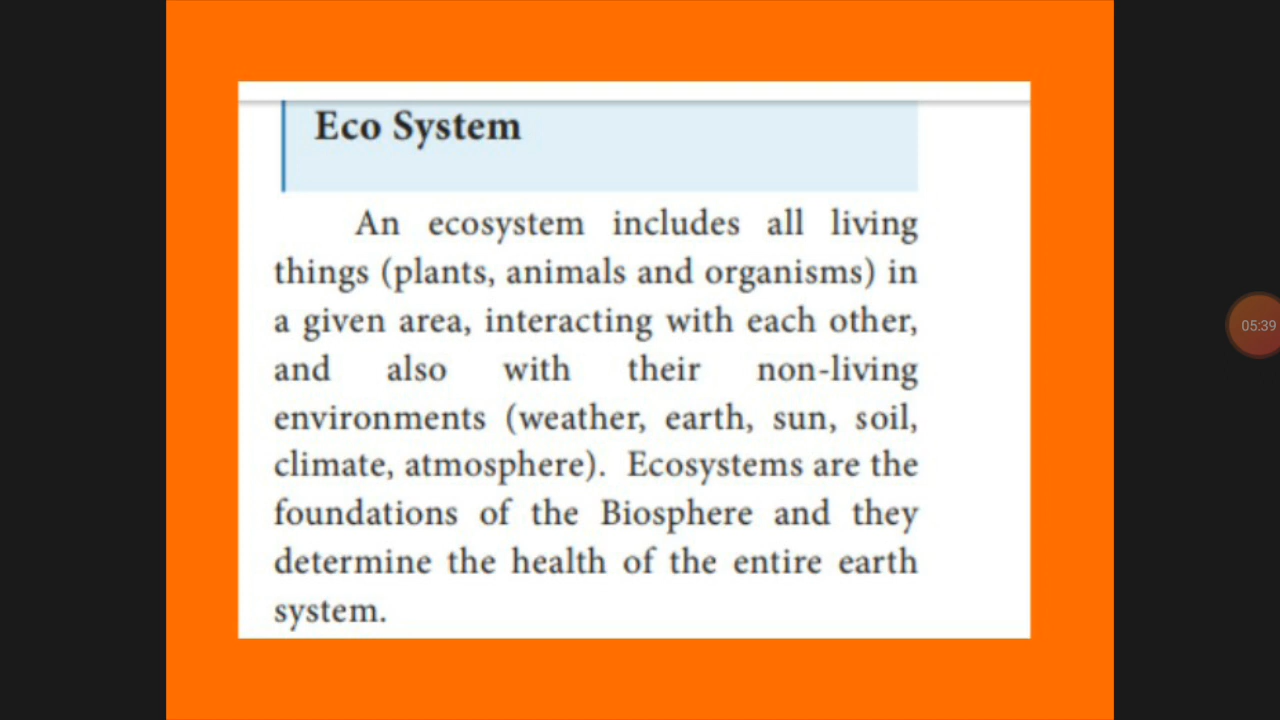 Eco System
An ecosystem includes all living
things (plants, animals and organisms) in
a given area, interacting with each other,
and also with their non-living
environments (weather, earth, sun, soil,
climate, atmosphere). Ecosystems are the
foundations of the Biosphere and they
determine the health of the entire earth
system.
05:39